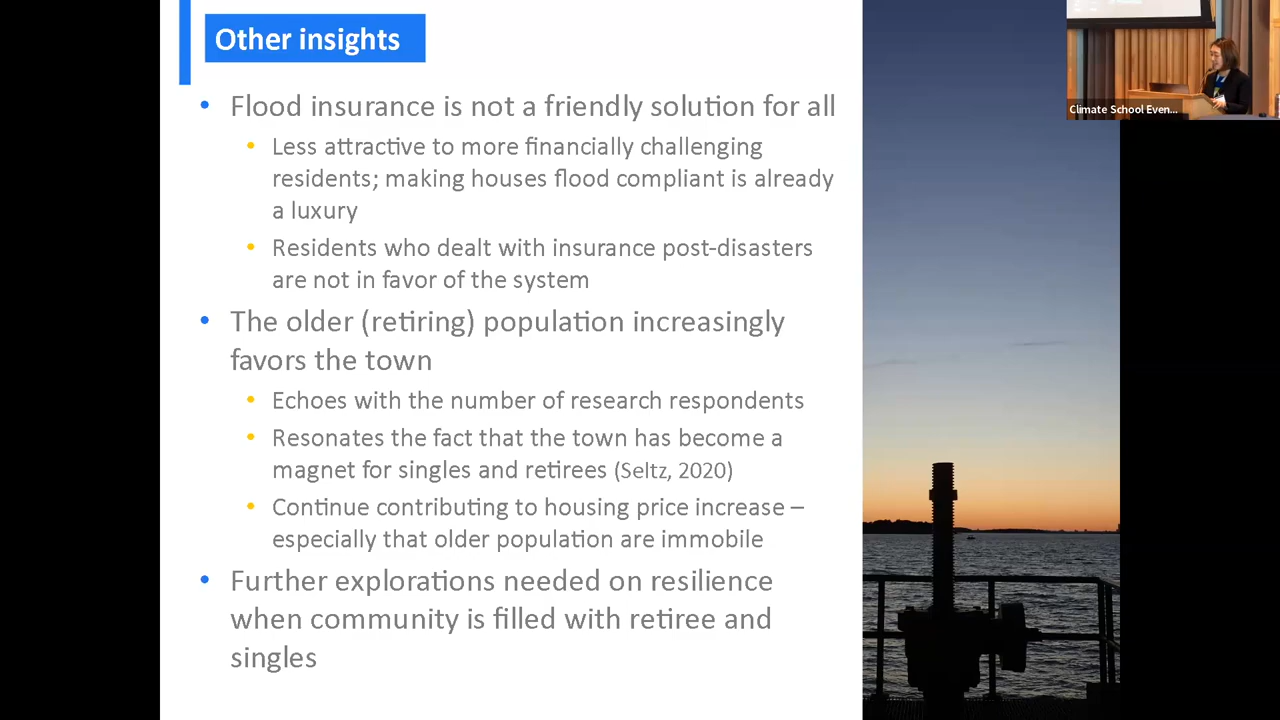 Other insights
Climate School Even...
• Flood insurance is not a friendly solution for all
• Less attractive to more financially challenging
residents; making houses flood compliant is already
a luxury
• Residents who dealt with insurance post-disasters
are not in favor of the system
• The older (retiring) population increasingly
favors the town
• Echoes with the number of research respondents
• Resonates the fact that the town has become a
magnet for singles and retirees (Seltz, 2020)
• Continue contributing to housing price increase –
especially that older population are immobile
• Further explorations needed on resilience
when community is filled with retiree and
singles